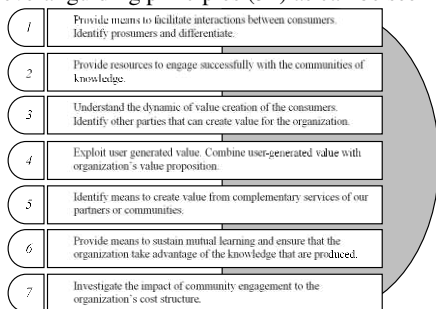 1 Provide means to facilitate interactions between consumers.
Identify prosumers and differentiate.
2 Provide resources to engage successfully with the communities of
knowledge.
3 Understand the dynamic of value creation of the consumers.
Identify other parties that can create value for the organization.
4 Exploit user generated value. Combine user-generated value with
organization's value proposition.
5 Identify means to create value from complementary services of our
partners or communities.
6 Provide means to sustain mutual learning and ensure that the
organization take advantage of the knowledge that are produced.
7 Investigate the impact of community engagement to the
organization's cost structure.